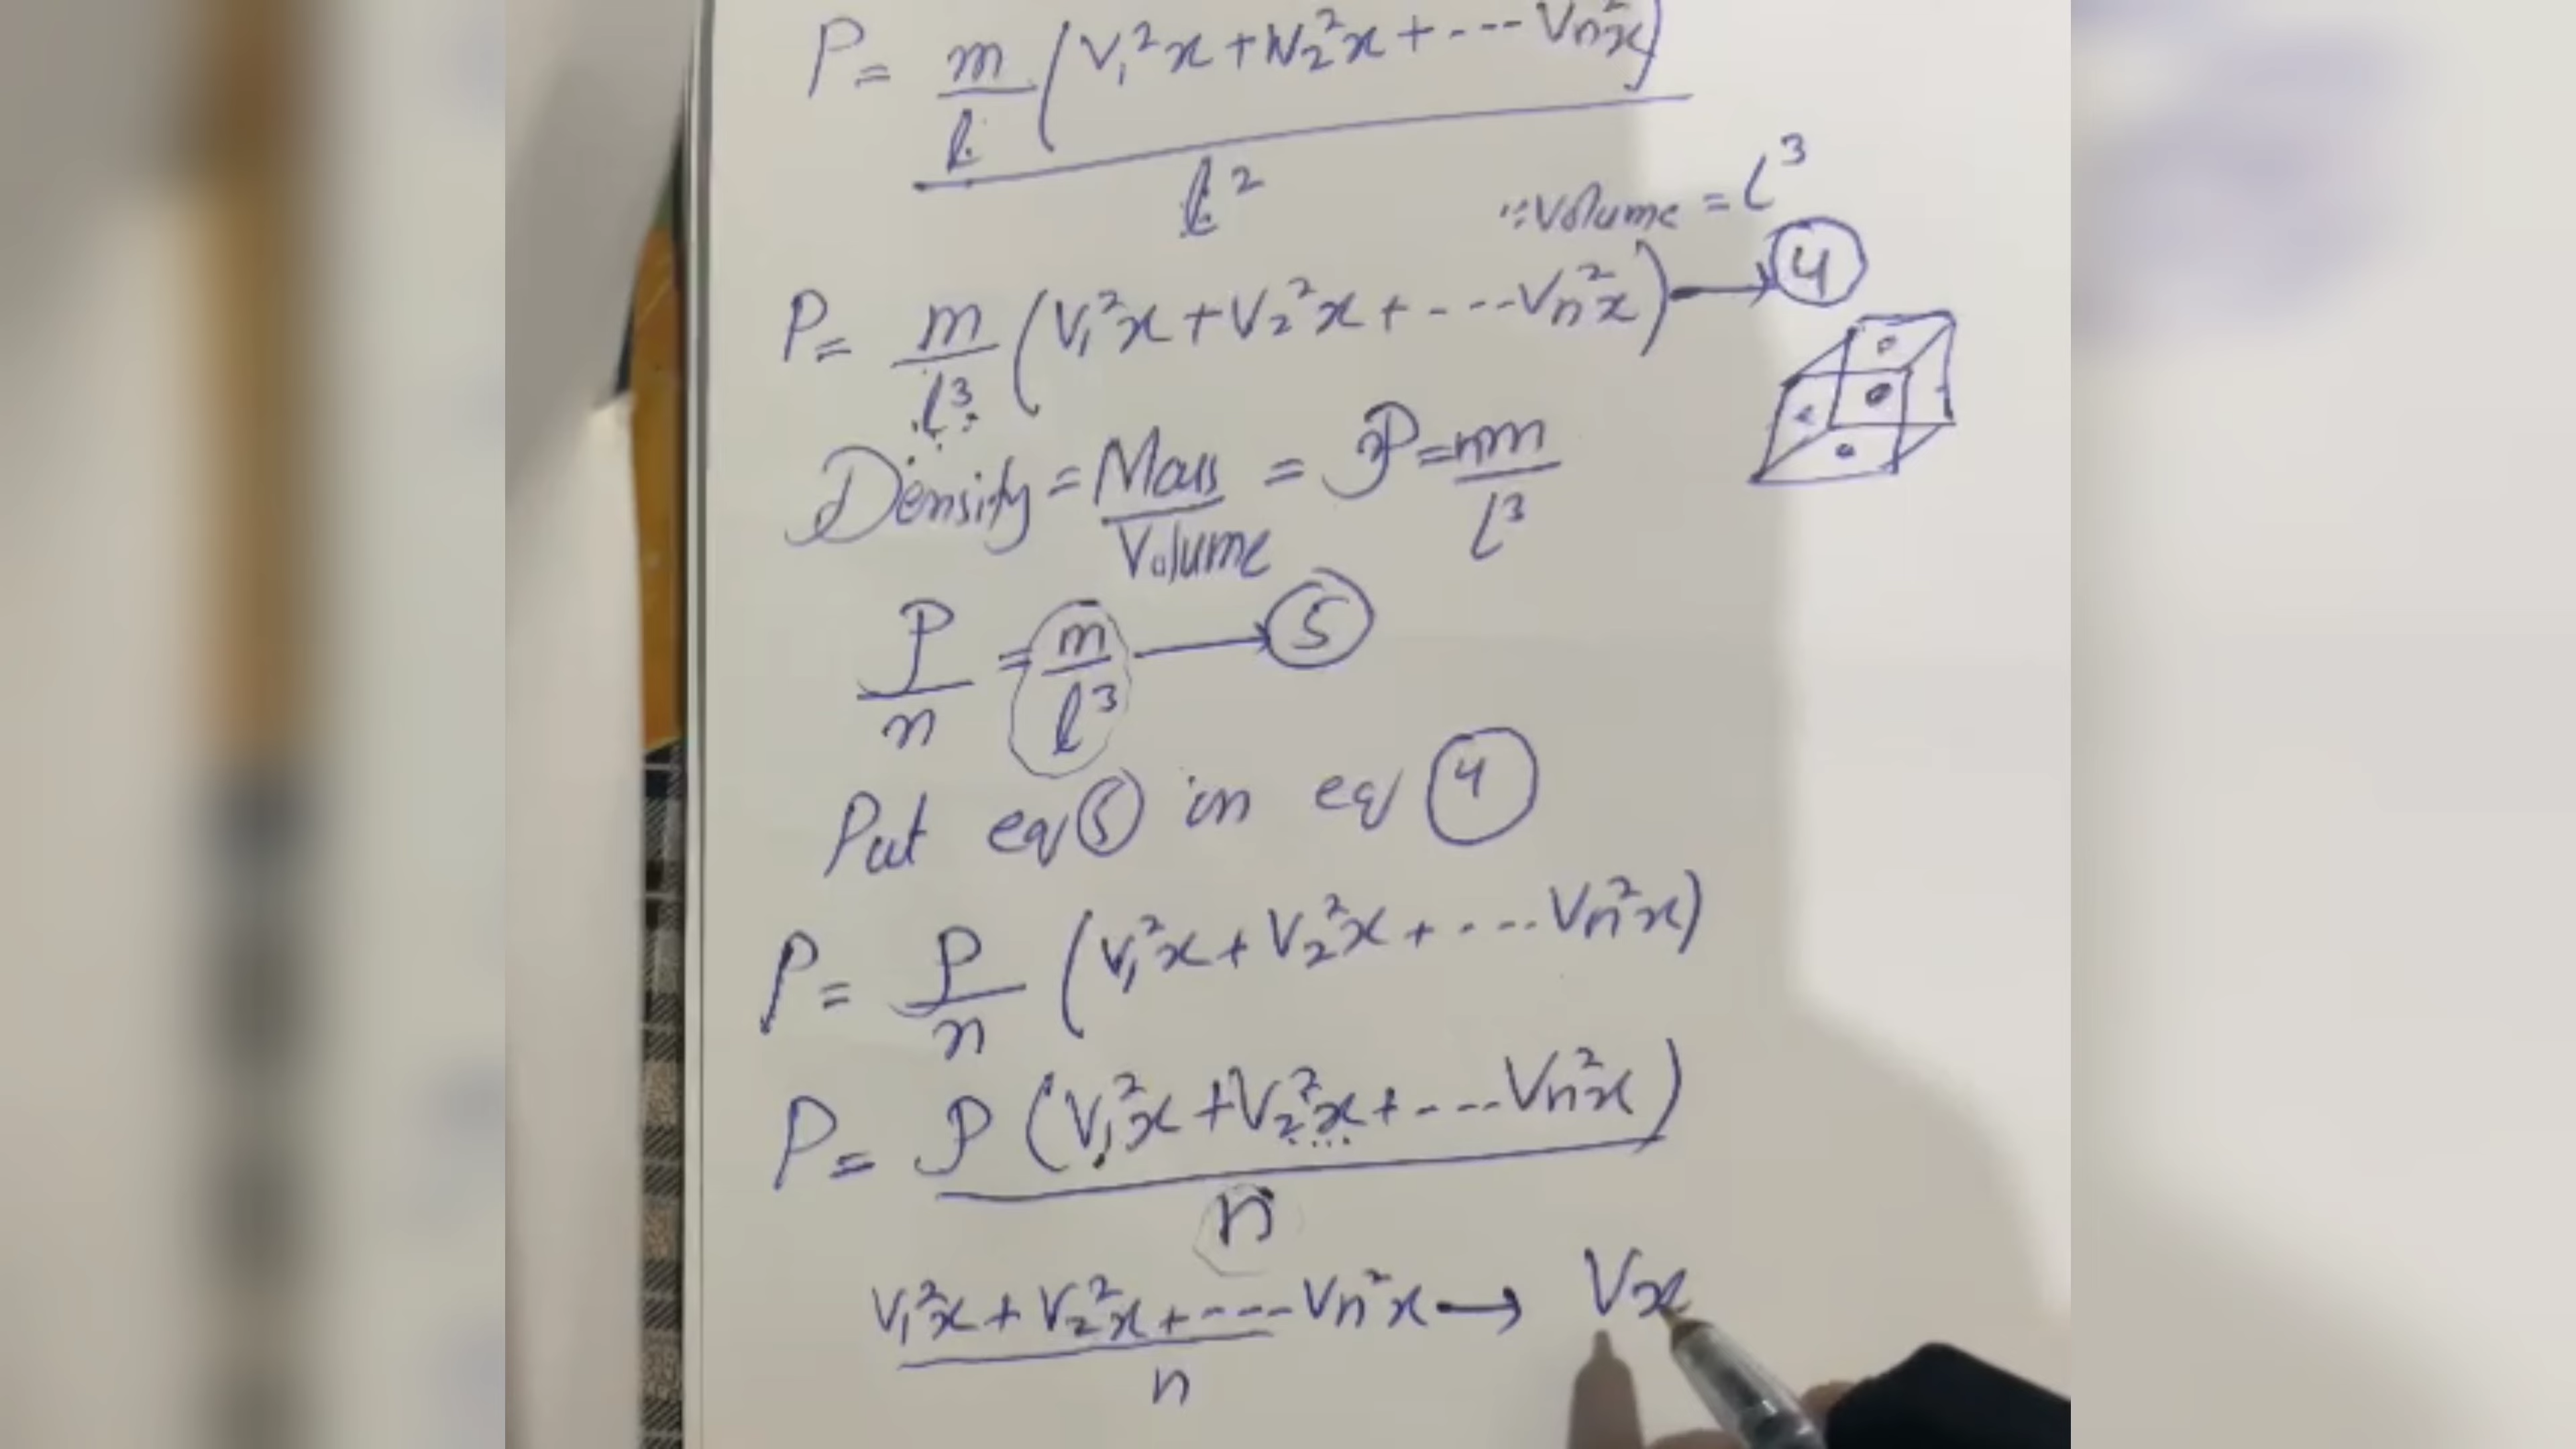 P = m/l (V₁²x + V₂²x + ---- Vn²x)
l²
∵ Volume = l³
P = m/l³ (V₁²x + V₂²x + ---- Vn²x) → 4
Density = Mass/Volume = ρ = nm/l³
ρ/n = m/l³ → 5
Put eq 5 in eq 4
P = ρ/n (V₁²x + V₂²x + ---- Vn²x)
P = ρ (V₁²x + V₂²x + ---- Vn²x)
n
V₁²x + V₂²x + ---- Vn²x → Vx
n